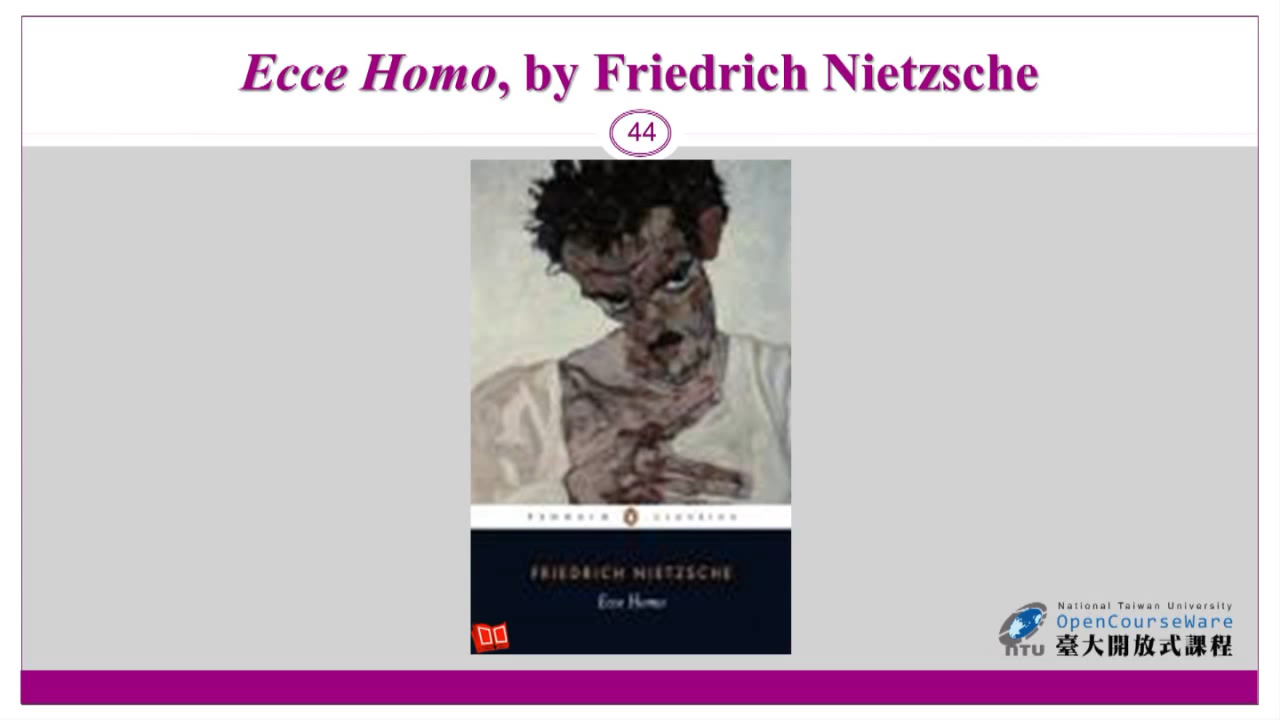 Ecce Homo, by Friedrich Nietzsche
44
PENGUIN CLASSICS
FRIEDRICH NIETZSCHE
Ecce Homo
National Taiwan University
OpenCourseWare
NTU
臺大開放式課程